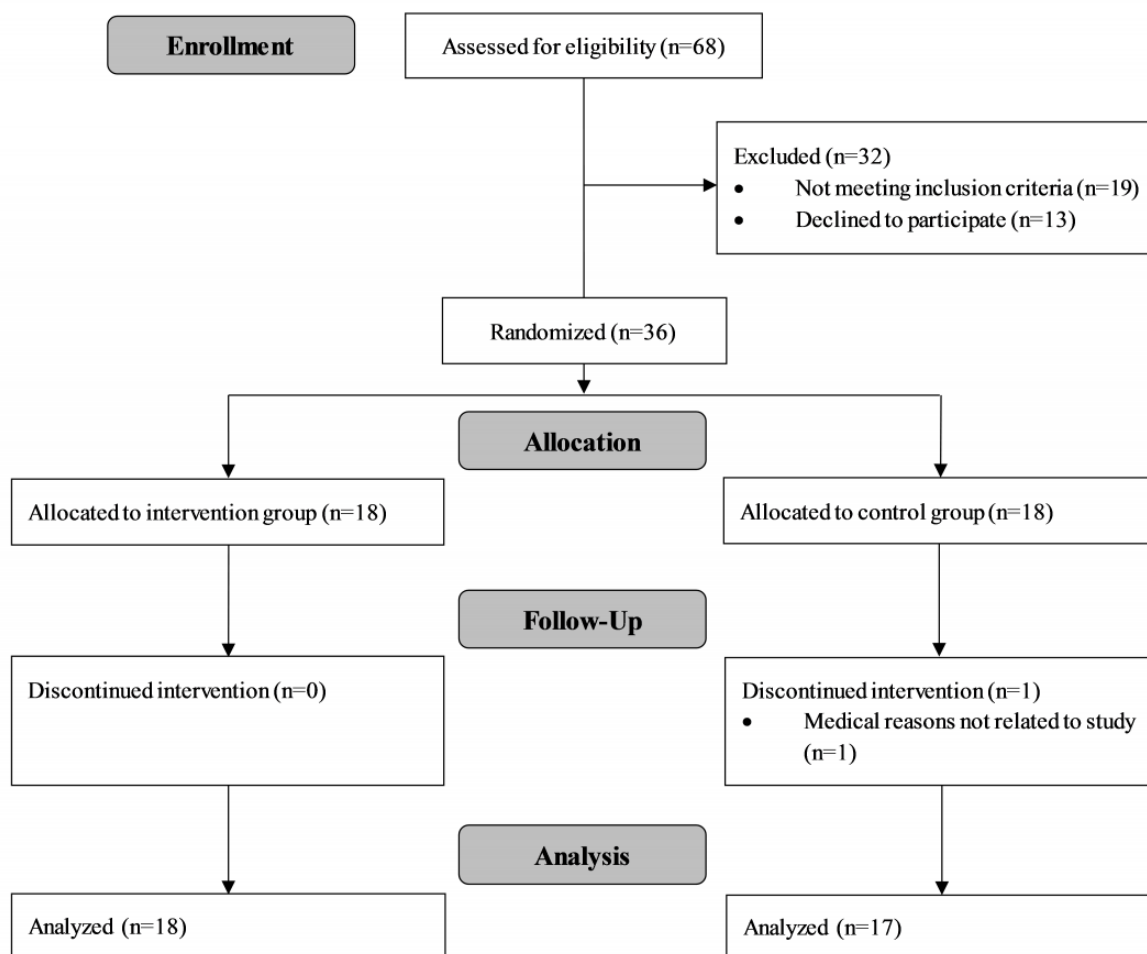 Enrollment
Assessed for eligibility (n=68)
Excluded (n=32)
• Not meeting inclusion criteria (n=19)
• Declined to participate (n=13)
Randomized (n=36)
Allocation
Allocated to intervention group (n=18)
Allocated to control group (n=18)
Follow-Up
Discontinued intervention (n=0)
Discontinued intervention (n=1)
• Medical reasons not related to study
(n=1)
Analysis
Analyzed (n=18)
Analyzed (n=17)